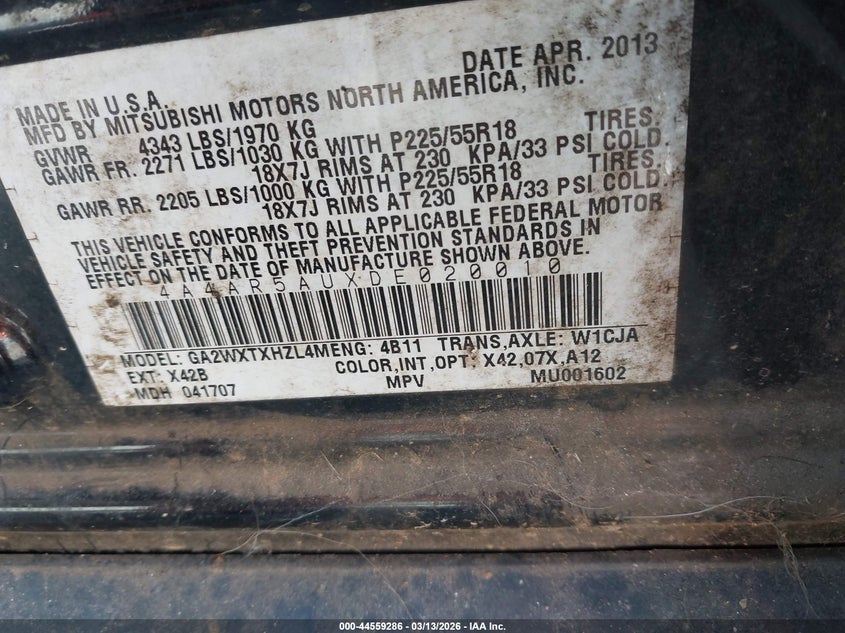 DATE APR. 2013
MADE IN U.S.A.
MFD BY MITSUBISHI MOTORS NORTH AMERICA, INC.
GVWR 4343 LBS/1970 KG
GAWR FR. 2271 LBS/1030 KG WITH P225/55R18 TIRES.
18X7J RIMS AT 230 KPA/33 PSI COLD.
GAWR RR. 2205 LBS/1000 KG WITH P225/55R18 TIRES.
18X7J RIMS AT 230 KPA/33 PSI COLD.
THIS VEHICLE CONFORMS TO ALL APPLICABLE FEDERAL MOTOR
VEHICLE SAFETY AND THEFT PREVENTION STANDARDS IN
EFFECT ON THE DATE OF MANUFACTURE SHOWN ABOVE.
4A4AR5AUXDE020010
MODEL: GA2WXTXHZL4MENG: 4B11 TRANS,AXLE: W1CJA
EXT: X42B COLOR,INT,OPT: X42,07X,A12
MDH 041707 MPV MU001602
000-44559286 - 03/13/2026 - IAA Inc.